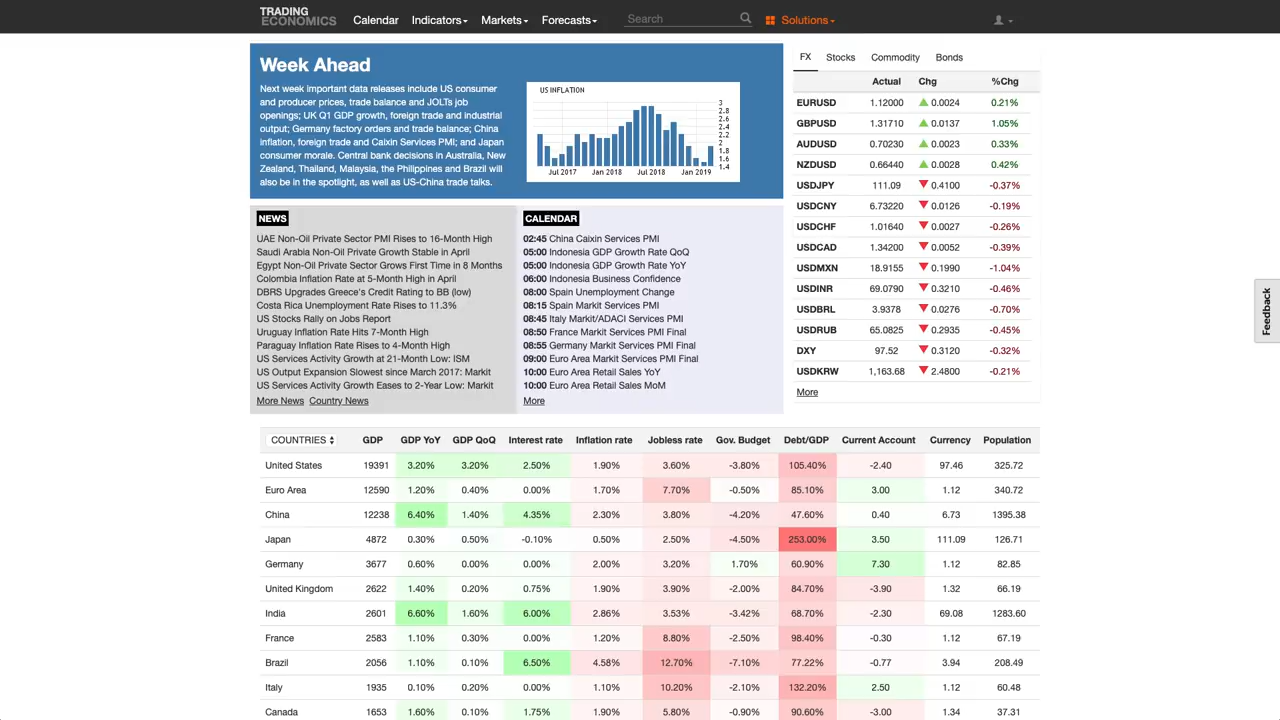 TRADING
ECONOMICS
Calendar Indicators Markets Forecasts Search Solutions
Week Ahead
Next week important data releases include US consumer
and producer prices, trade balance and JOLTs job
openings; UK Q1 GDP growth, foreign trade and industrial
output; Germany factory orders and trade balance; China
inflation, foreign trade and Caixin Services PMI; and Japan
consumer morale. Central bank decisions in Australia, New
Zealand, Thailand, Malaysia, the Philippines and Brazil will
also be in the spotlight, as well as US-China trade talks.
US INFLATION
3
2.8
2.6
2.4
2.2
2
1.8
1.6
1.4
Jul 2017 Jan 2018 Jul 2018 Jan 2019
NEWS
UAE Non-Oil Private Sector PMI Rises to 16-Month High
Saudi Arabia Non-Oil Private Growth Stable in April
Egypt Non-Oil Private Sector Grows First Time in 8 Months
Colombia Inflation Rate at 5-Month High in April
DBRS Upgrades Greece's Credit Rating to BB (low)
Costa Rica Unemployment Rate Rises to 11.3%
US Stocks Rally on Jobs Report
Uruguay Inflation Rate Hits 7-Month High
Paraguay Inflation Rate Rises to 4-Month High
US Services Activity Growth at 21-Month Low: ISM
US Output Expansion Slowest since March 2017: Markit
US Services Activity Growth Eases to 2-Year Low: Markit
More News Country News
CALENDAR
02:45 China Caixin Services PMI
05:00 Indonesia GDP Growth Rate QoQ
05:00 Indonesia GDP Growth Rate YoY
06:00 Indonesia Business Confidence
08:00 Spain Unemployment Change
08:15 Spain Markit Services PMI
08:45 Italy Markit/ADACI Services PMI
08:50 France Markit Services PMI Final
08:55 Germany Markit Services PMI Final
09:00 Euro Area Markit Services PMI Final
10:00 Euro Area Retail Sales YoY
10:00 Euro Area Retail Sales MoM
More
FX Stocks Commodity Bonds
Actual Chg %Chg
EURUSD 1.12000 0.0024 0.21%
GBPUSD 1.31710 0.0137 1.05%
AUDUSD 0.70230 0.0023 0.33%
NZDUSD 0.66440 0.0028 0.42%
USDJPY 111.09 0.4100 -0.37%
USDCNY 6.73220 0.0126 -0.19%
USDCHF 1.01640 0.0027 -0.26%
USDCAD 1.34200 0.0052 -0.39%
USDMXN 18.9155 0.1990 -1.04%
USDINR 69.0790 0.3210 -0.46%
USDBRL 3.9378 0.0276 -0.70%
USDRUB 65.0825 0.2935 -0.45%
DXY 97.52 0.3120 -0.32%
USDKRW 1,163.68 2.4800 -0.21%
More
Feedback
COUNTRIES GDP GDP YoY GDP QoQ Interest rate Inflation rate Jobless rate Gov. Budget Debt/GDP Current Account Currency Population
United States 19391 3.20% 3.20% 2.50% 1.90% 3.60% -3.80% 105.40% -2.40 97.46 325.72
Euro Area 12590 1.20% 0.40% 0.00% 1.70% 7.70% -0.50% 85.10% 3.00 1.12 340.72
China 12238 6.40% 1.40% 4.35% 2.30% 3.80% -4.20% 47.60% 0.40 6.73 1395.38
Japan 4872 0.30% 0.50% -0.10% 0.50% 2.50% -4.50% 253.00% 3.50 111.09 126.71
Germany 3677 0.60% 0.00% 0.00% 2.00% 3.20% 1.70% 60.90% 7.30 1.12 82.85
United Kingdom 2622 1.40% 0.20% 0.75% 1.90% 3.90% -2.00% 84.70% -3.90 1.32 66.19
India 2601 6.60% 1.60% 6.00% 2.86% 3.53% -3.42% 68.70% -2.30 69.08 1283.60
France 2583 1.10% 0.30% 0.00% 1.20% 8.80% -2.50% 98.40% -0.30 1.12 67.19
Brazil 2056 1.10% 0.10% 6.50% 4.58% 12.70% -7.10% 77.22% -0.77 3.94 208.49
Italy 1935 0.10% 0.20% 0.00% 1.10% 10.20% -2.10% 132.20% 2.50 1.12 60.48
Canada 1653 1.60% 0.10% 1.75% 1.90% 5.80% -0.90% 90.60% -3.00 1.34 37.31